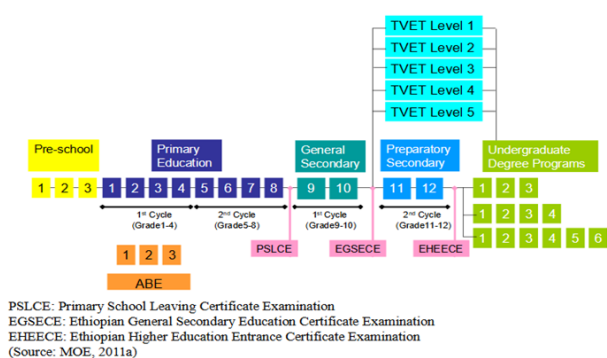 TVET Level 1
TVET Level 2
TVET Level 3
TVET Level 4
TVET Level 5
Pre-school
Primary
Education
General
Secondary
Preparatory
Secondary
Undergraduate
Degree Programs
1 2 3 1 2 3 4 5 6 7 8 9 10 11 12 1 2 3
1st Cycle
(Grade1-4)
2nd Cycle
(Grade5-8)
1st Cycle
(Grade9-10)
2nd Cycle
(Grade11-12)
1 2 3 4
1 2 3 4 5 6
PSLCE
EGSECE
EHEECE
1 2 3
ABE
PSLCE: Primary School Leaving Certificate Examination
EGSECE: Ethiopian General Secondary Education Certificate Examination
EHEECE: Ethiopian Higher Education Entrance Certificate Examination
(Source: MOE, 2011a)